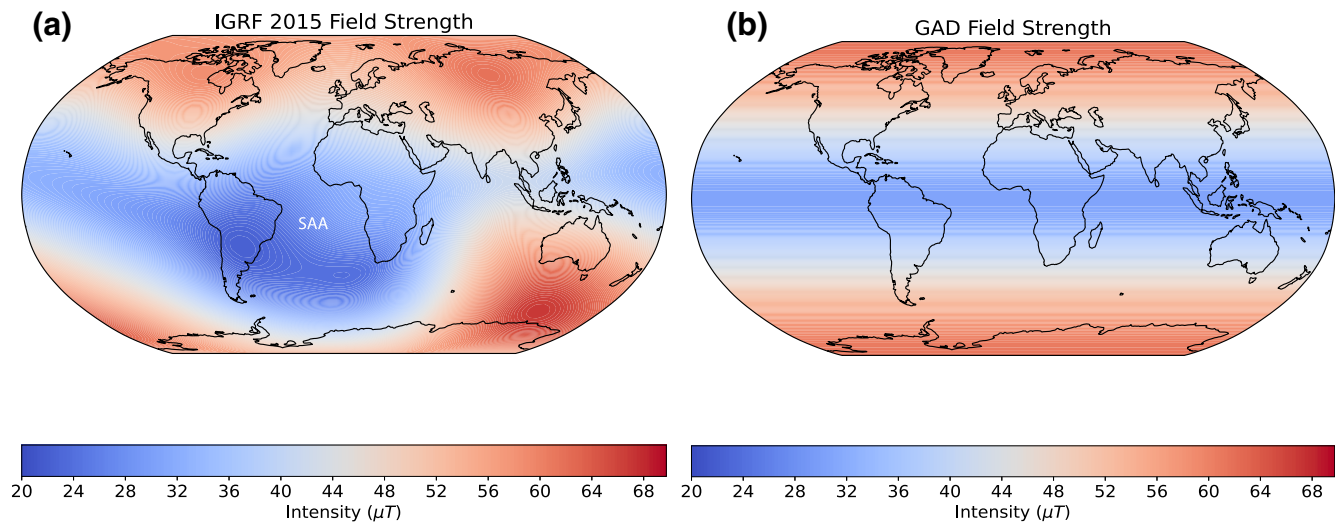 (a)
IGRF 2015 Field Strength
SAA
20 24 28 32 36 40 44 48 52 56 60 64 68
Intensity (μT)
(b)
GAD Field Strength
20 24 28 32 36 40 44 48 52 56 60 64 68
Intensity (μT)